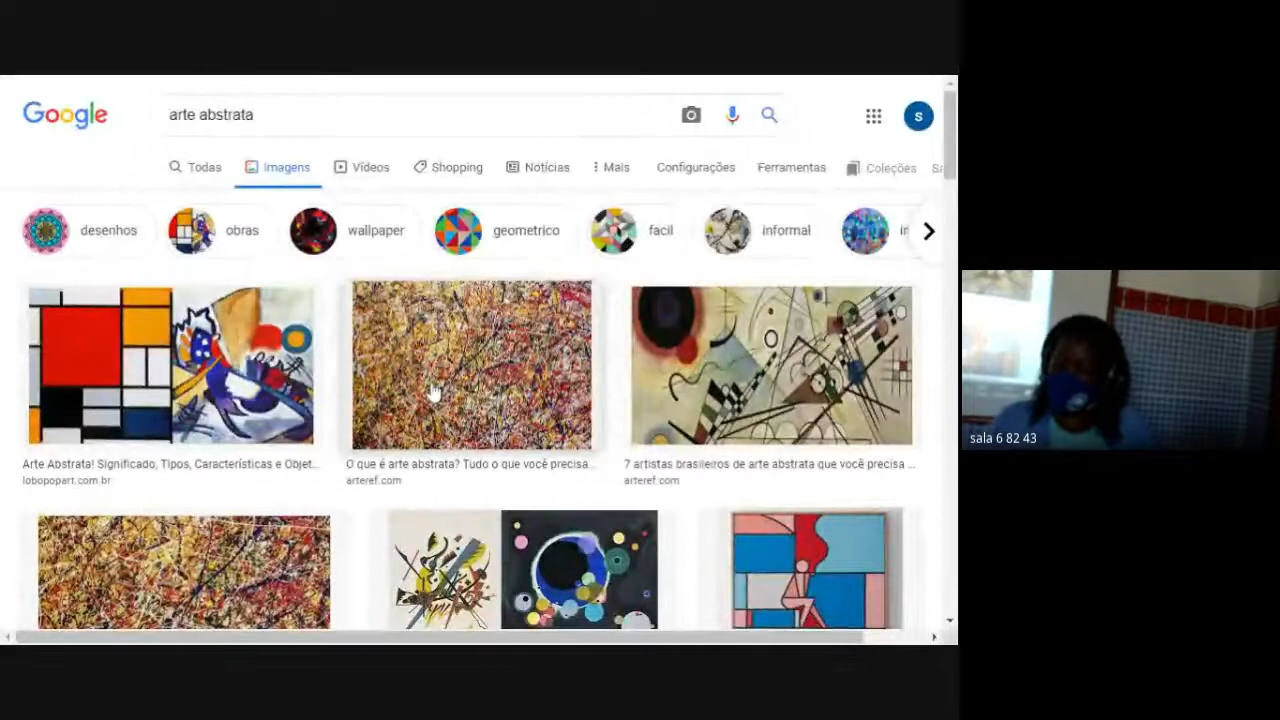 Google
arte abstrata
S
Todas
Imagens
Vídeos
Shopping
Notícias
Mais
Configurações
Ferramentas
Coleções
desenhos
obras
wallpaper
geometrico
facil
informal
Arte Abstrata! Significado, Tipos, Características e Objet...
lobopopart.com.br
O que é arte abstrata? Tudo o que você precisa...
arteref.com
7 artistas brasileiros de arte abstrata que você precisa ...
arteref.com
sala 6 82 43